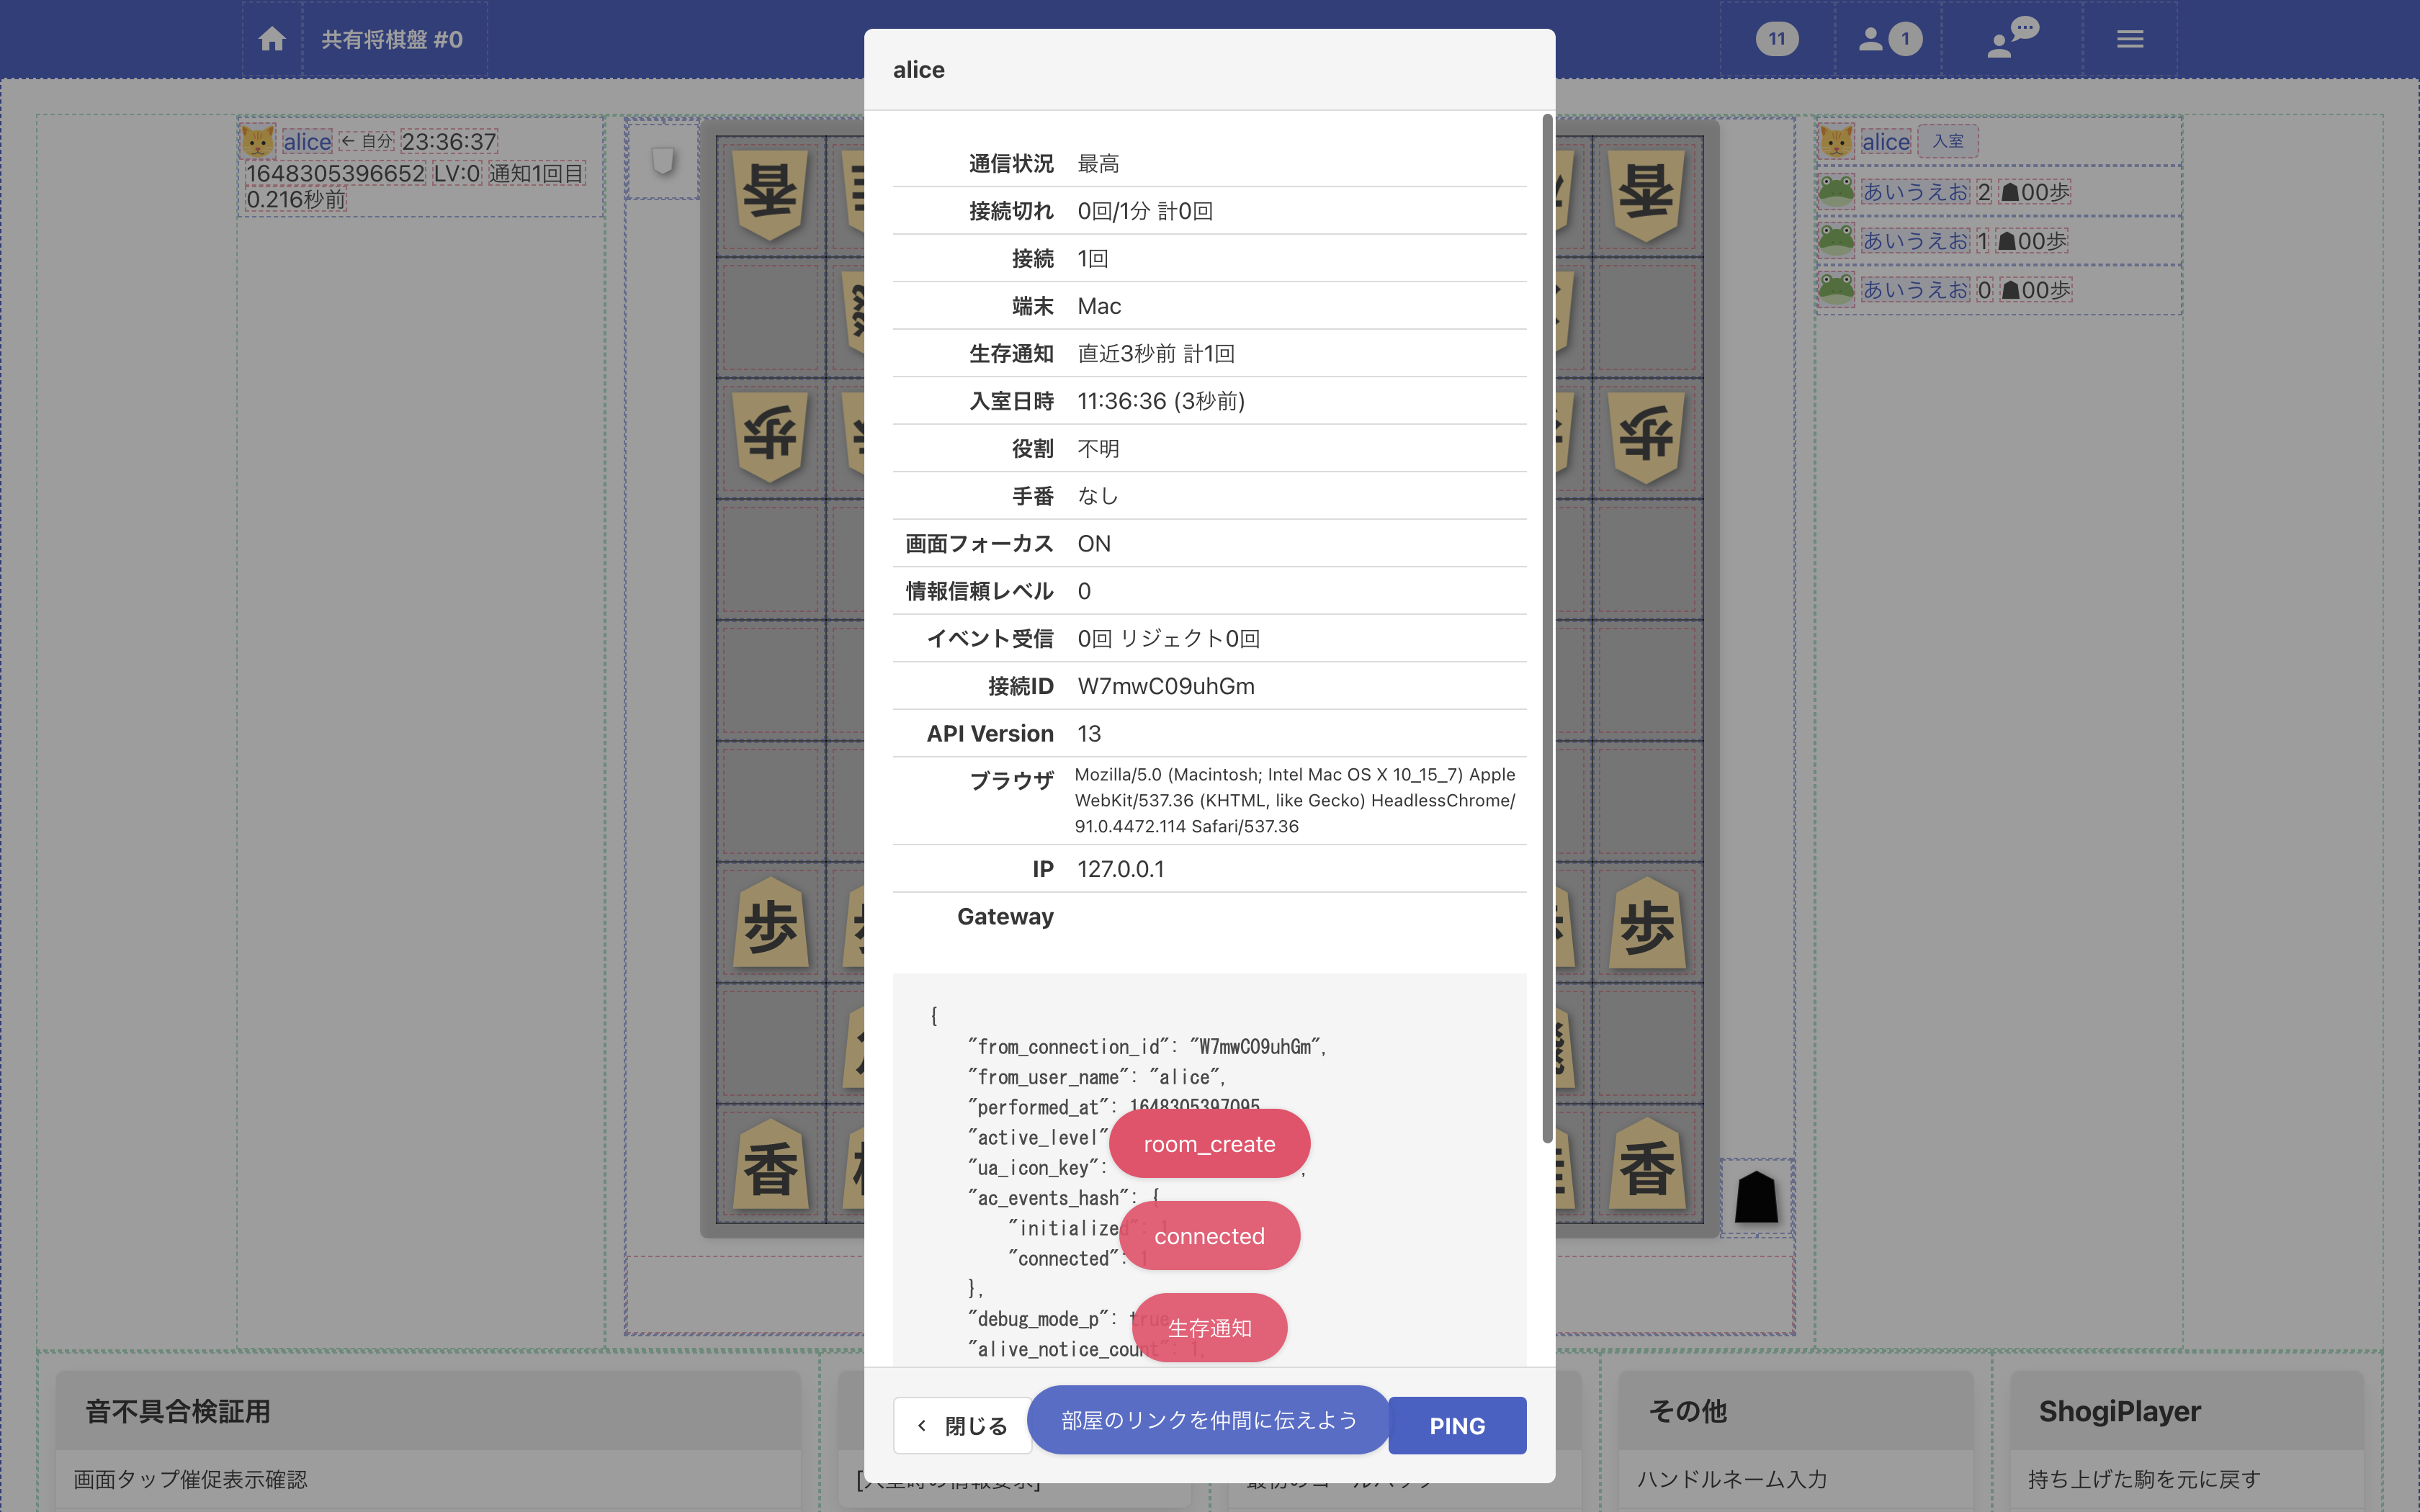 共有将棋盤 #0
11
1
alice ← 自分 23:36:37
1648305396652 LV:0 通知1回目
0.216秒前
香
香
歩
歩
歩
歩
香
香
alice 入室
あいうえお 2 ☗00歩
あいうえお 1 ☗00歩
あいうえお 0 ☗00歩
alice
通信状況 最高
接続切れ 0回/1分 計0回
接続 1回
端末 Mac
生存通知 直近3秒前 計1回
入室日時 11:36:36 (3秒前)
役割 不明
手番 なし
画面フォーカス ON
情報信頼レベル 0
イベント受信 0回 リジェクト0回
接続ID W7mwC09uhGm
API Version 13
ブラウザ Mozilla/5.0 (Macintosh; Intel Mac OS X 10_15_7) Apple
WebKit/537.36 (KHTML, like Gecko) HeadlessChrome/
91.0.4472.114 Safari/537.36
IP 127.0.0.1
Gateway
{
"from_connection_id": "W7mwC09uhGm",
"from_user_name": "alice",
"performed_at": 1648305397095
"active_level"
"ua_icon_key":
"ac_events_hash": {
"initialized": 1
"connected": 1
},
"debug_mode_p": true
"alive_notice_count": 1,
room_create
connected
生存通知
部屋のリンクを仲間に伝えよう
閉じる
PING
音不具合検証用
画面タップ催促表示確認
その他
ハンドルネーム入力
ShogiPlayer
持ち上げた駒を元に戻す